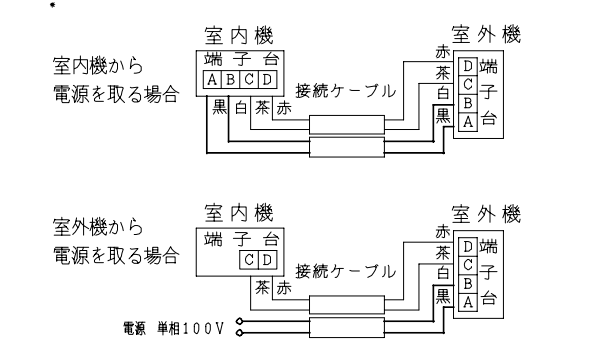 室内機
室外機
室内機から
電源を取る場合
端子台
A B C D
黒 白 茶 赤
接続ケーブル
赤
茶
白
黒
D
C
B
A
端子台
室内機
室外機
室外機から
電源を取る場合
端子台
C D
茶 赤
接続ケーブル
赤
茶
白
黒
D
C
B
A
端子台
電源 単相100V